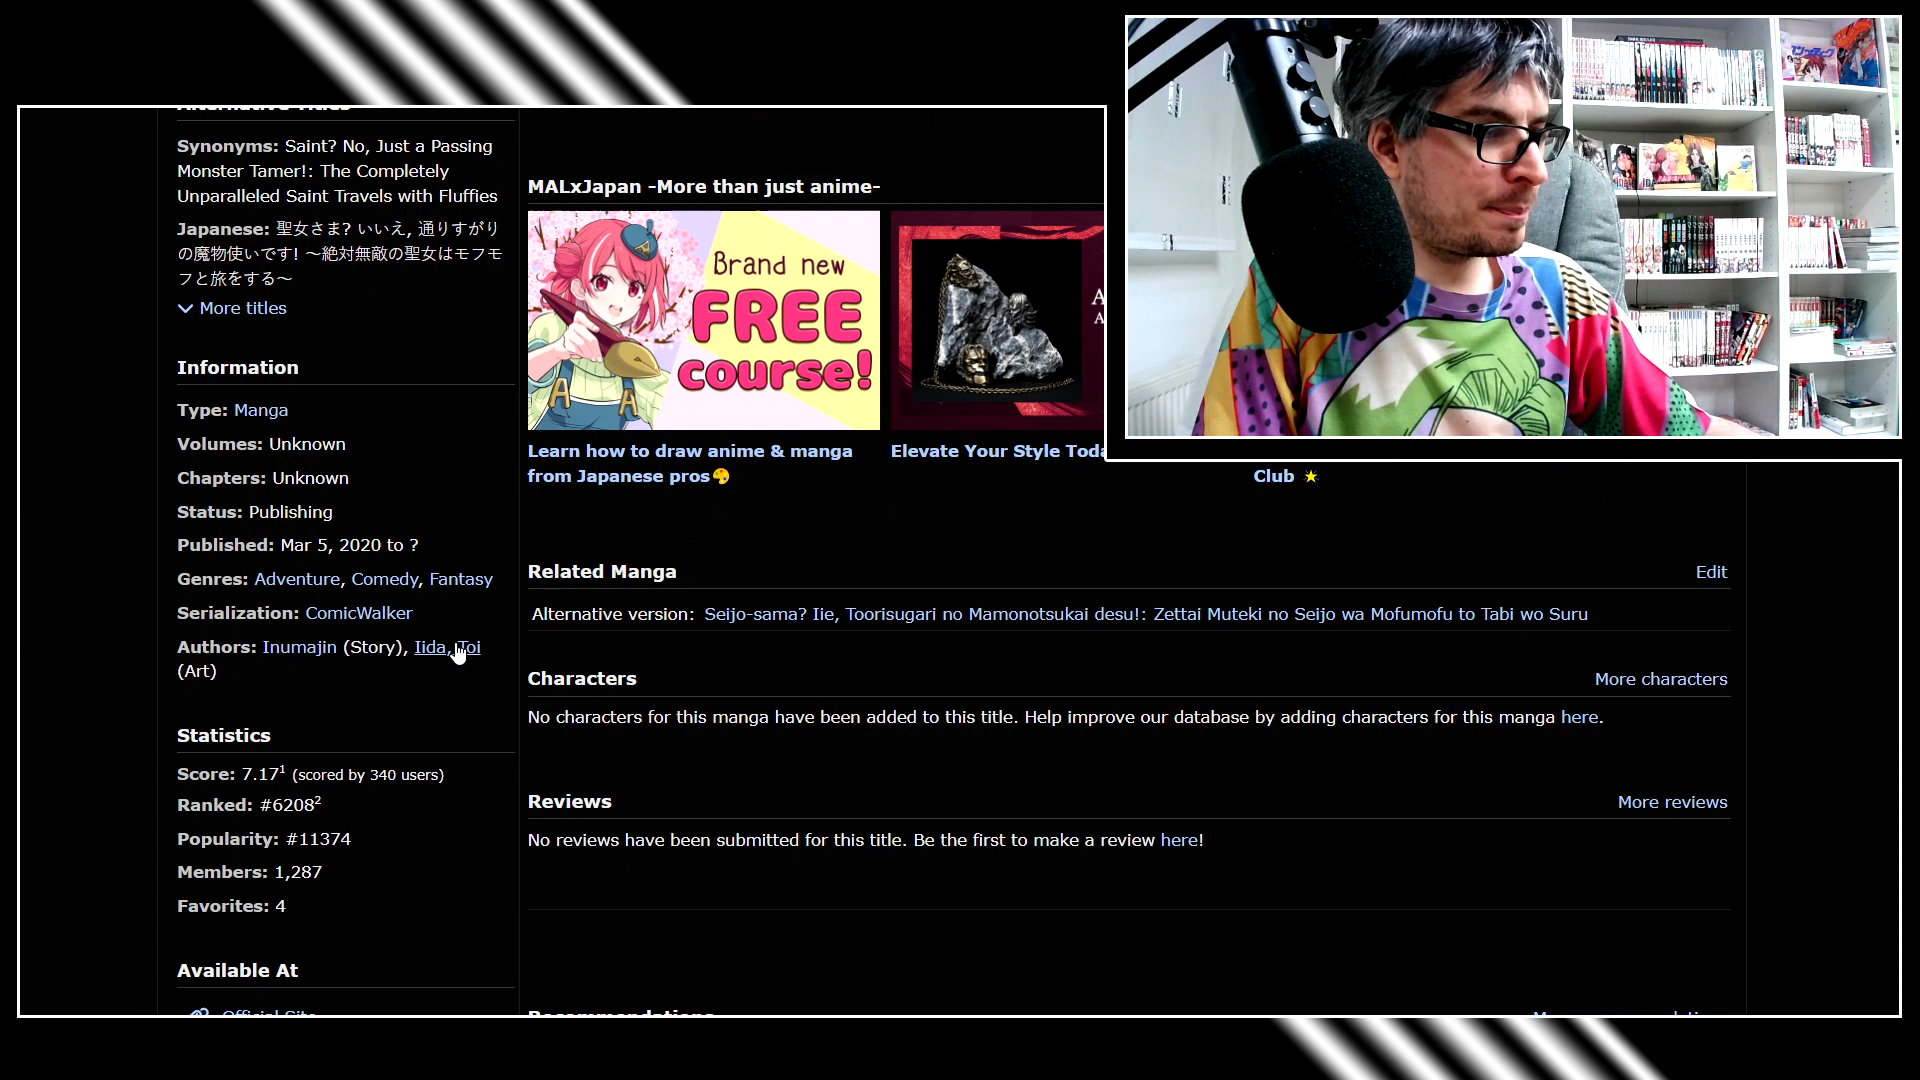 Alternative Titles
Synonyms: Saint? No, Just a Passing
Monster Tamer!: The Completely
Unparalleled Saint Travels with Fluffies
Japanese: 聖女さま? いいえ, 通りすがり
の魔物使いです! ～絶対無敵の聖女はモフモ
フと旅をする～
More titles
Information
Type: Manga
Volumes: Unknown
Chapters: Unknown
Status: Publishing
Published: Mar 5, 2020 to ?
Genres: Adventure, Comedy, Fantasy
Serialization: ComicWalker
Authors: Inumajin (Story), Iida, Toi
(Art)
Statistics
Score: 7.17¹ (scored by 340 users)
Ranked: #6208²
Popularity: #11374
Members: 1,287
Favorites: 4
Available At
Official Site
MALxJapan -More than just anime-
Brand new
FREE
course!
A
A
Learn how to draw anime & manga
from Japanese pros🎨
Elevate Your Style Toda
Club ⭐
Related Manga
Edit
Alternative version: Seijo-sama? Iie, Toorisugari no Mamonotsukai desu!: Zettai Muteki no Seijo wa Mofumofu to Tabi wo Suru
Characters
More characters
No characters for this manga have been added to this title. Help improve our database by adding characters for this manga here.
Reviews
More reviews
No reviews have been submitted for this title. Be the first to make a review here!
Recommendations